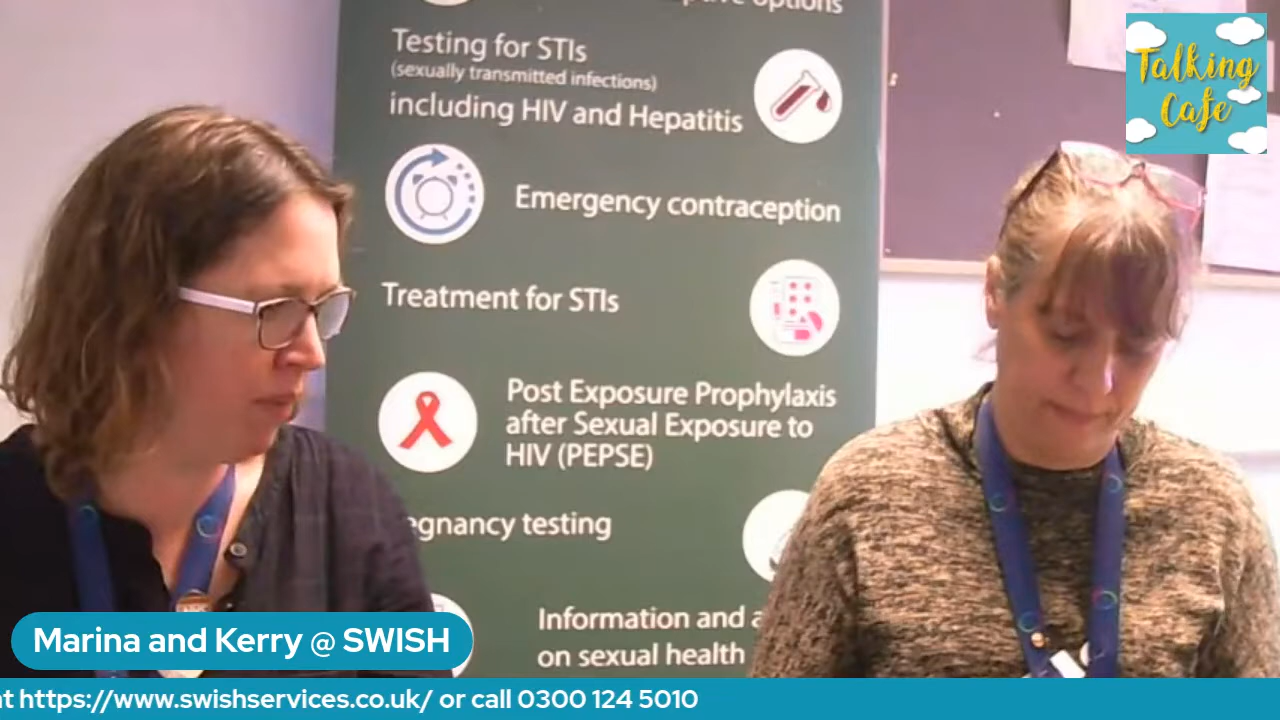 options
Testing for STIs
(sexually transmitted infections)
including HIV and Hepatitis
Emergency contraception
Treatment for STIs
Post Exposure Prophylaxis
after Sexual Exposure to
HIV (PEPSE)
egnancy testing
Information and a
on sexual health
Talking
Cafe
Marina and Kerry @ SWISH
at https://www.swishservices.co.uk/ or call 0300 124 5010